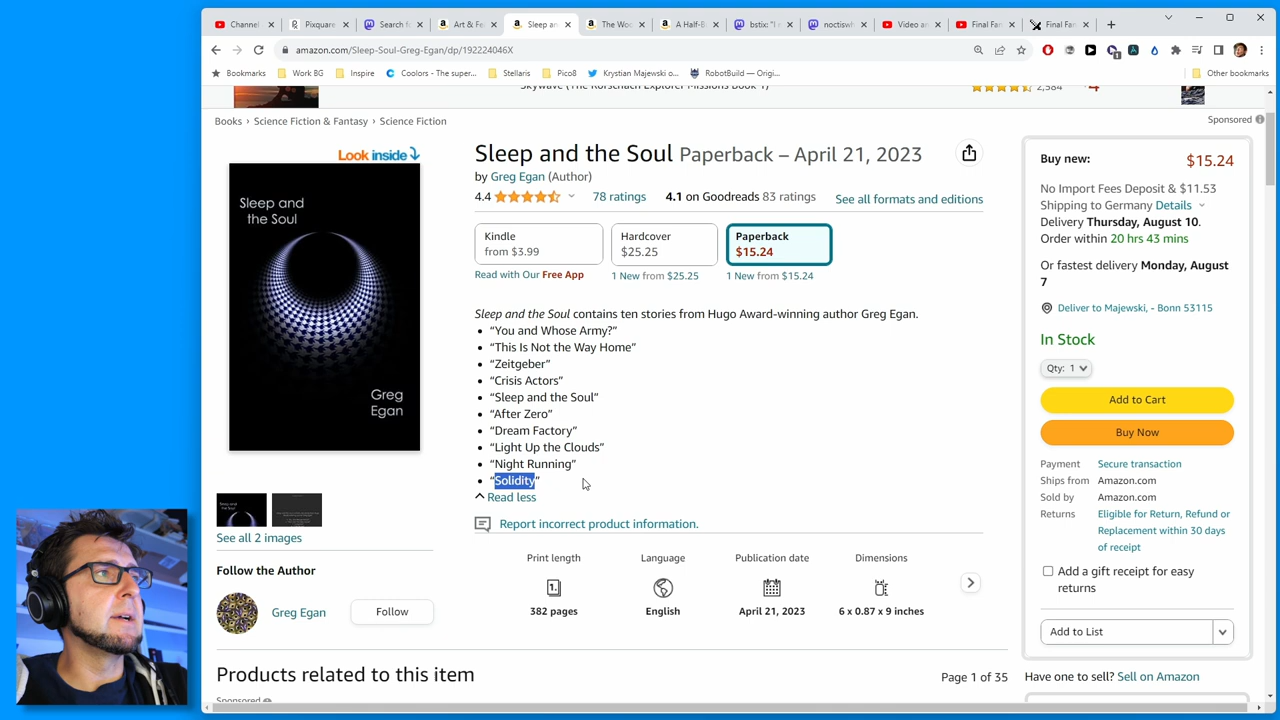 Channel
Pixquare
Search f
Art & Fe
Sleep an
The Woo
A Half-B
bstix: "I
noctiswh
Video an
Final Fan
Final Fan
amazon.com/Sleep-Soul-Greg-Egan/dp/192224046X
Bookmarks
Work BG
Inspire
Coolors - The super...
Stellaris
Pico8
Krystian Majewski o...
RobotBuild — Origi...
Other bookmarks
Skywave (The Rorschach Explorer Missions Book 1)
2,584
Sponsored
Books › Science Fiction & Fantasy › Science Fiction
Look inside
Sleep and
the Soul
Greg
Egan
See all 2 images
Follow the Author
Greg Egan
Follow
Sleep and the Soul Paperback – April 21, 2023
by Greg Egan (Author)
4.4
78 ratings
4.1 on Goodreads 83 ratings
See all formats and editions
Kindle
from $3.99
Hardcover
$25.25
Paperback
$15.24
Read with Our Free App
1 New from $25.25
1 New from $15.24
Sleep and the Soul contains ten stories from Hugo Award-winning author Greg Egan.
• “You and Whose Army?”
• “This Is Not the Way Home”
• “Zeitgeber”
• “Crisis Actors”
• “Sleep and the Soul”
• “After Zero”
• “Dream Factory”
• “Light Up the Clouds”
• “Night Running”
• “Solidity”
Read less
Report incorrect product information.
Print length
382 pages
Language
English
Publication date
April 21, 2023
Dimensions
6 x 0.87 x 9 inches
Buy new:
$15.24
No Import Fees Deposit & $11.53
Shipping to Germany Details
Delivery Thursday, August 10.
Order within 20 hrs 43 mins
Or fastest delivery Monday, August
7
Deliver to Majewski, - Bonn 53115
In Stock
Qty: 1
Add to Cart
Buy Now
Payment Secure transaction
Ships from Amazon.com
Sold by Amazon.com
Returns Eligible for Return, Refund or
Replacement within 30 days
of receipt
Add a gift receipt for easy
returns
Add to List
Have one to sell? Sell on Amazon
Products related to this item
Page 1 of 35
Sponsored